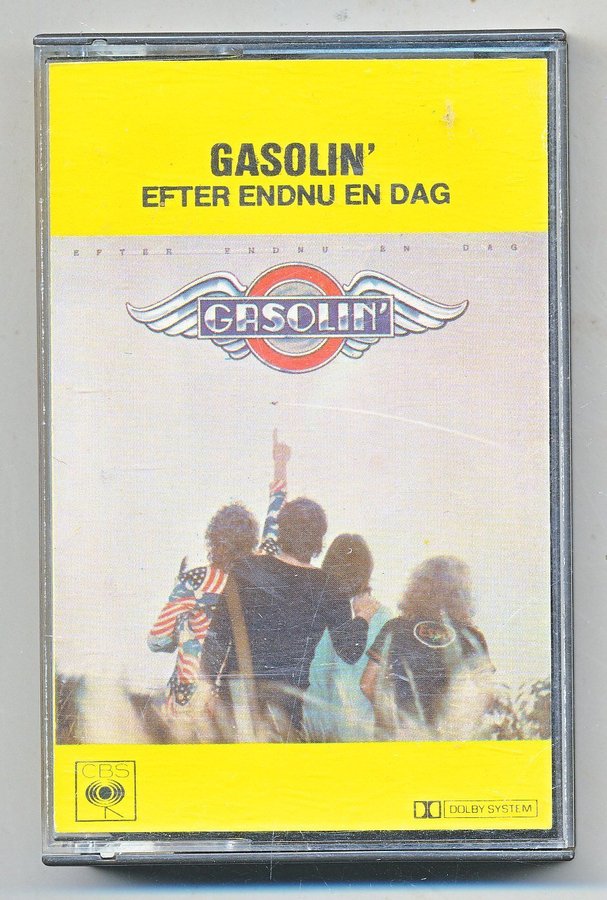 GASOLIN'
EFTER ENDNU EN DAG
EFTER ENDNU EN DAG
GASOLIN'
CBS
DOLBY SYSTEM